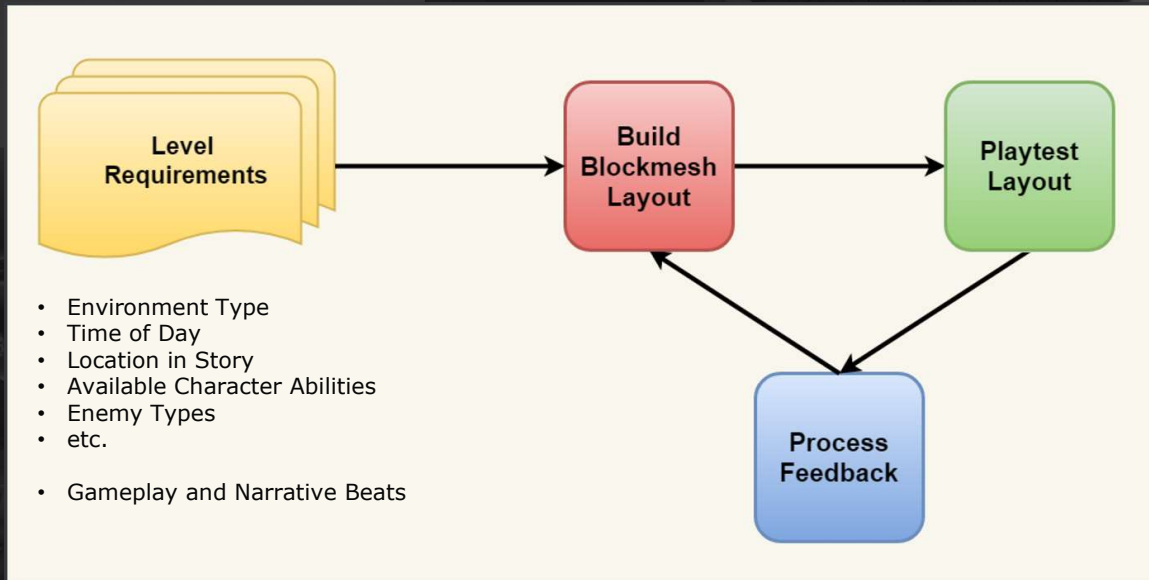 Level
Requirements
Build
Blockmesh
Layout
Playtest
Layout
• Environment Type
• Time of Day
• Location in Story
• Available Character Abilities
• Enemy Types
• etc.
• Gameplay and Narrative Beats
Process
Feedback